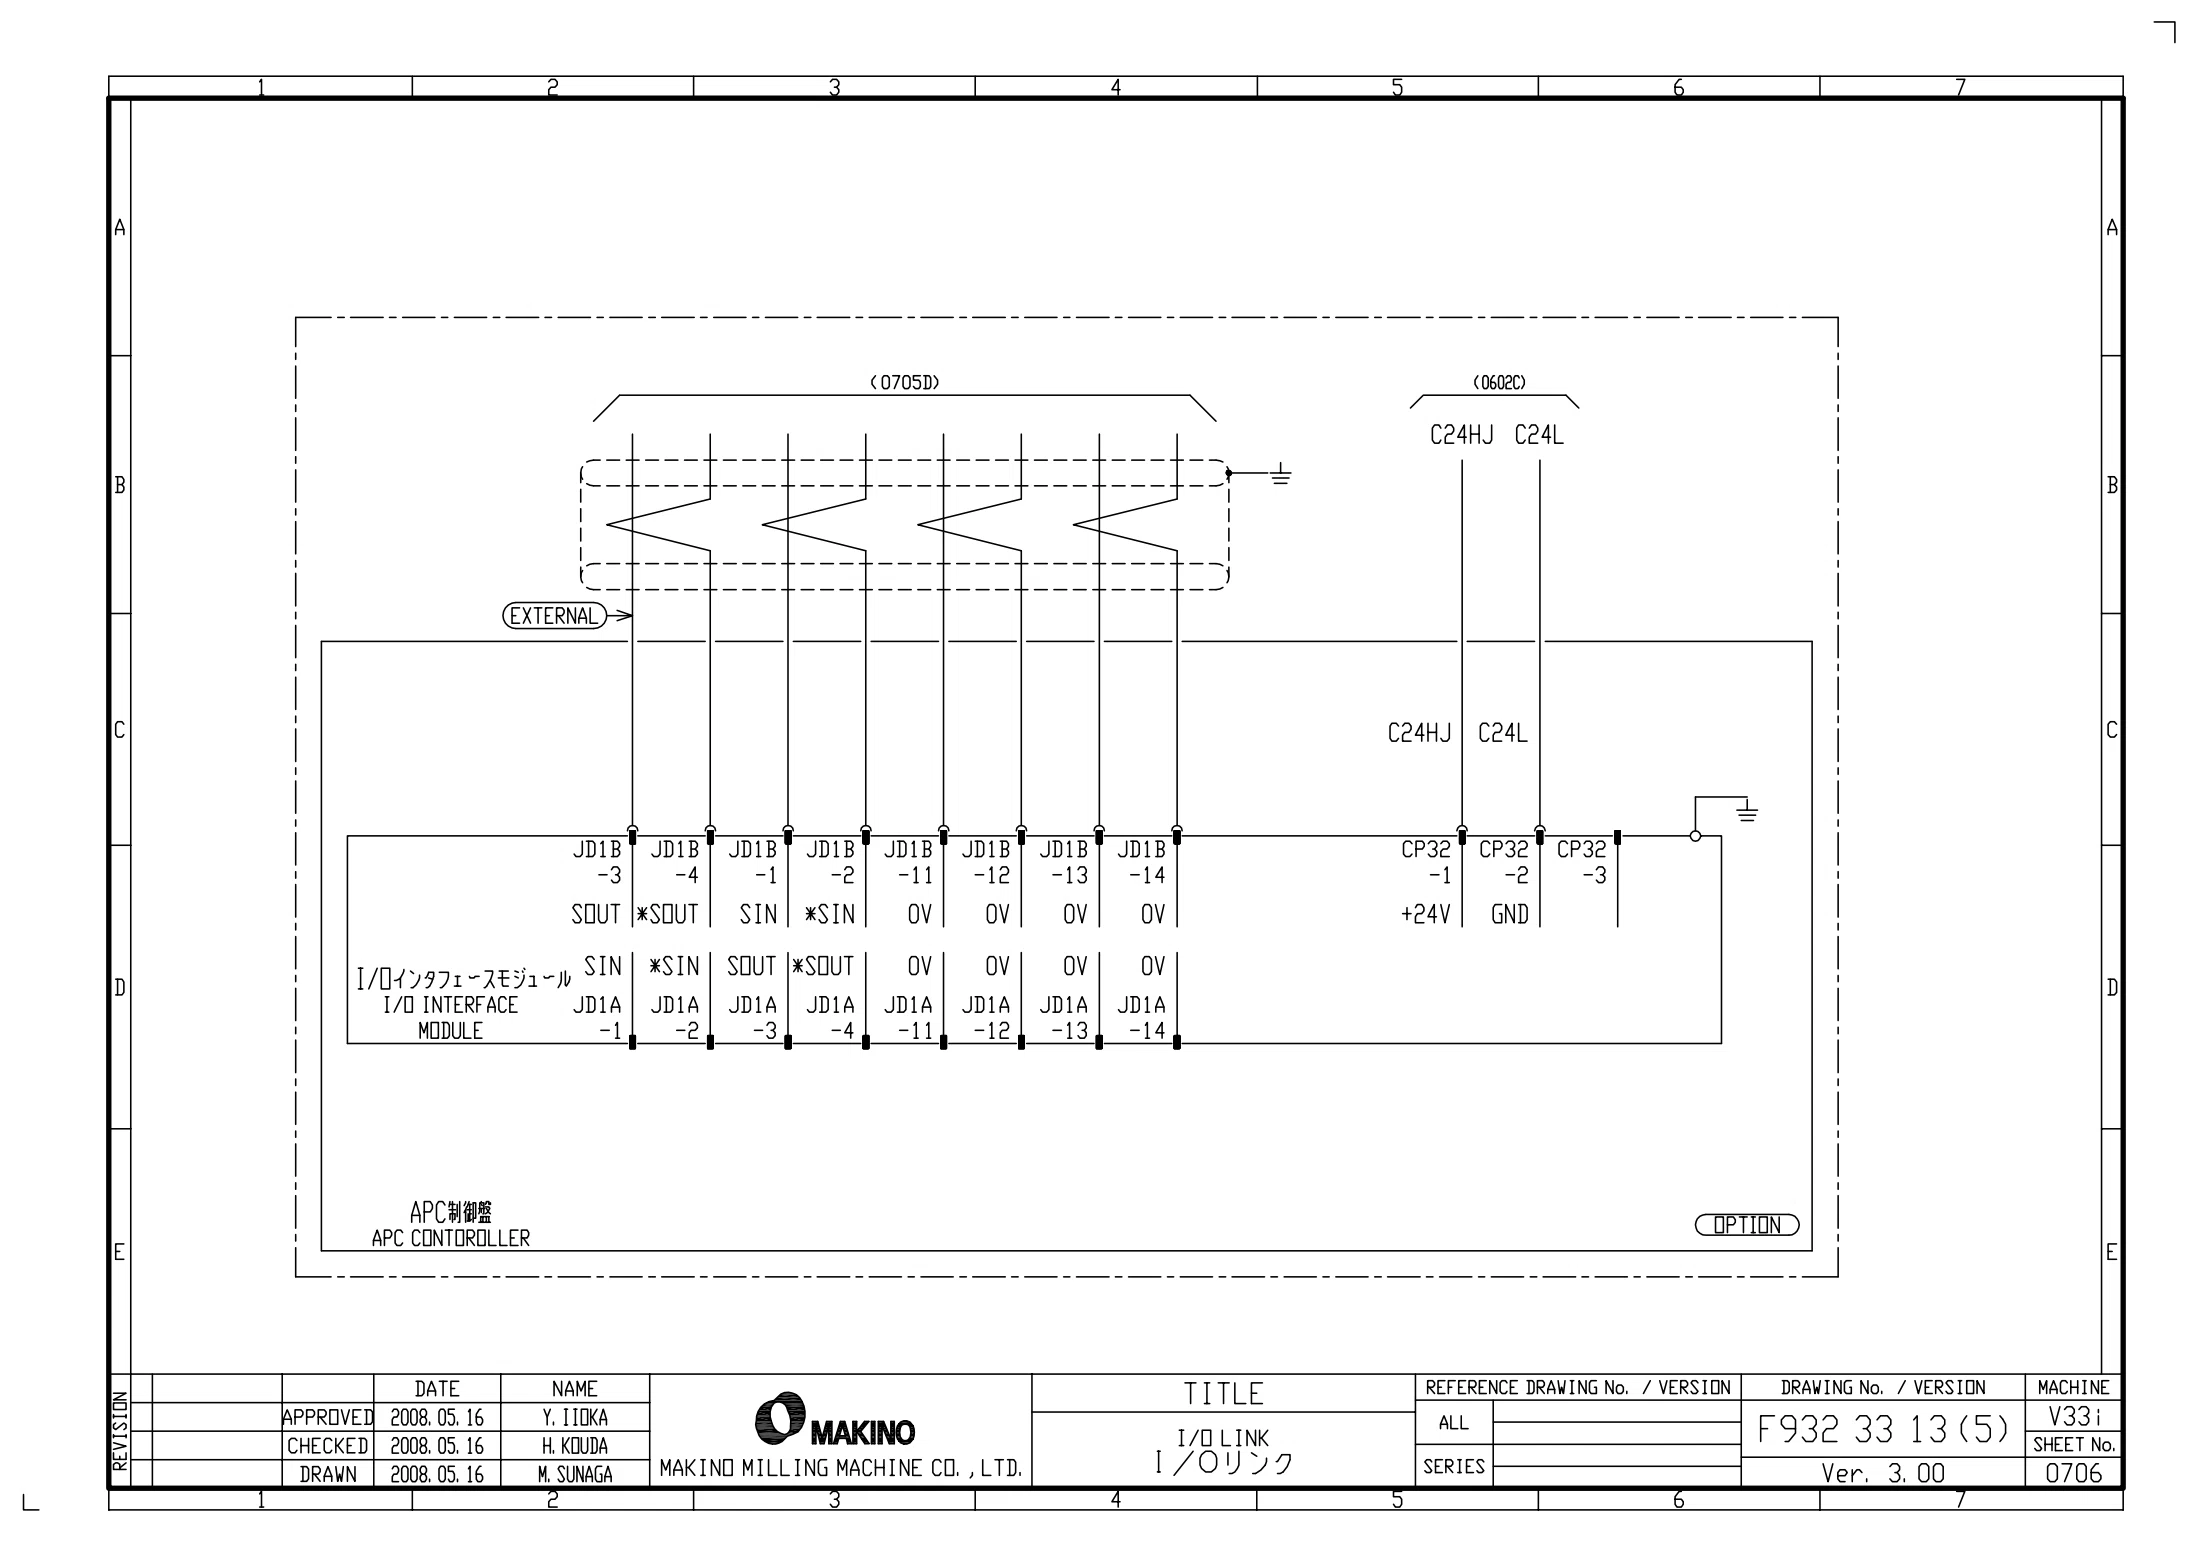 1 2 3 4 5 6 7
A A
(0705D) (0602C)
C24HJ C24L
B B
EXTERNAL
C C24HJ C24L C
JD1B JD1B JD1B JD1B JD1B JD1B JD1B JD1B CP32 CP32 CP32
-3 -4 -1 -2 -11 -12 -13 -14 -1 -2 -3
SOUT *SOUT SIN *SIN 0V 0V 0V 0V +24V GND
SIN *SIN SOUT *SOUT 0V 0V 0V 0V
I/Oインタフェースモジュール
D D
I/O INTERFACE JD1A JD1A JD1A JD1A JD1A JD1A JD1A JD1A
MODULE -1 -2 -3 -4 -11 -12 -13 -14
APC制御盤
OPTION
APC CONTOROLLER
E E
REVISION
DATE NAME
APPROVED 2008.05.16 Y. IIOKA
CHECKED 2008.05.16 H. KOUDA
DRAWN 2008.05.16 M. SUNAGA
MAKINO
MAKINO MILLING MACHINE CO.,LTD.
TITLE
I/O LINK
I/Oリンク
REFERENCE DRAWING No. / VERSION
ALL
SERIES
DRAWING No. / VERSION
F932 33 13(5)
Ver. 3.00
MACHINE
V33i
SHEET No.
0706
1 2 3 4 5 6 7